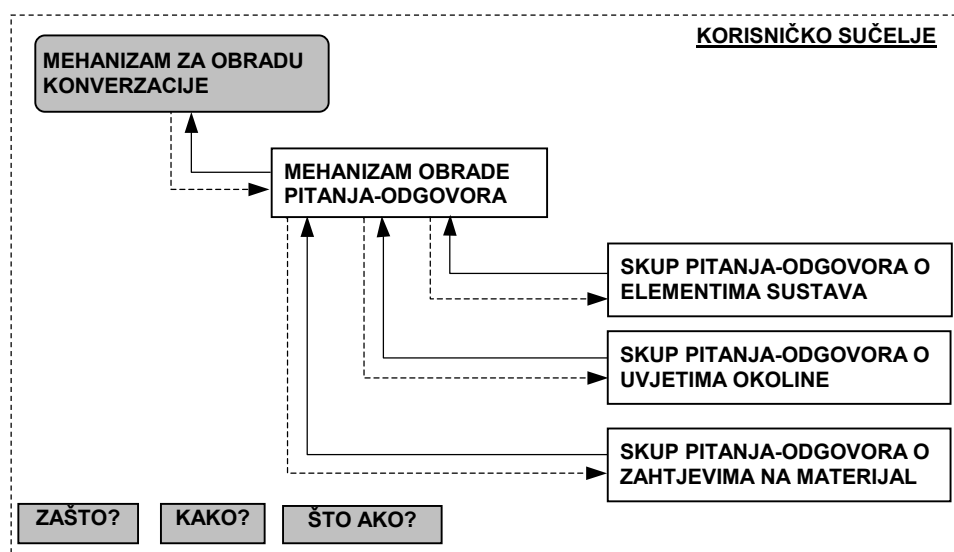 KORISNIČKO SUČELJE
MEHANIZAM ZA OBRADU
KONVERZACIJE
MEHANIZAM OBRADE
PITANJA-ODGOVORA
SKUP PITANJA-ODGOVORA O
ELEMENTIMA SUSTAVA
SKUP PITANJA-ODGOVORA O
UVJETIMA OKOLINE
SKUP PITANJA-ODGOVORA O
ZAHTJEVIMA NA MATERIJAL
ZAŠTO?
KAKO?
ŠTO AKO?